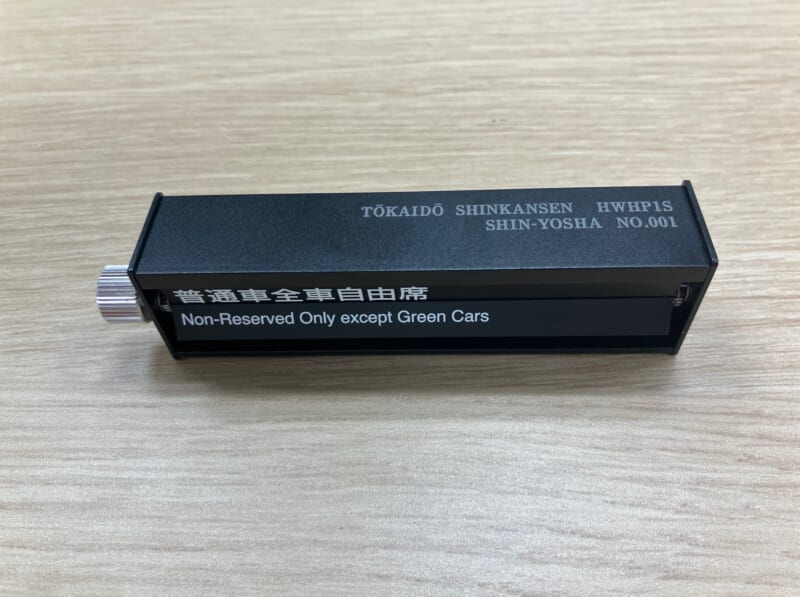 TŌKAIDŌ SHINKANSEN HWHP1S
SHIN-YOSHA NO.001
普通車全車自由席
Non-Reserved Only except Green Cars